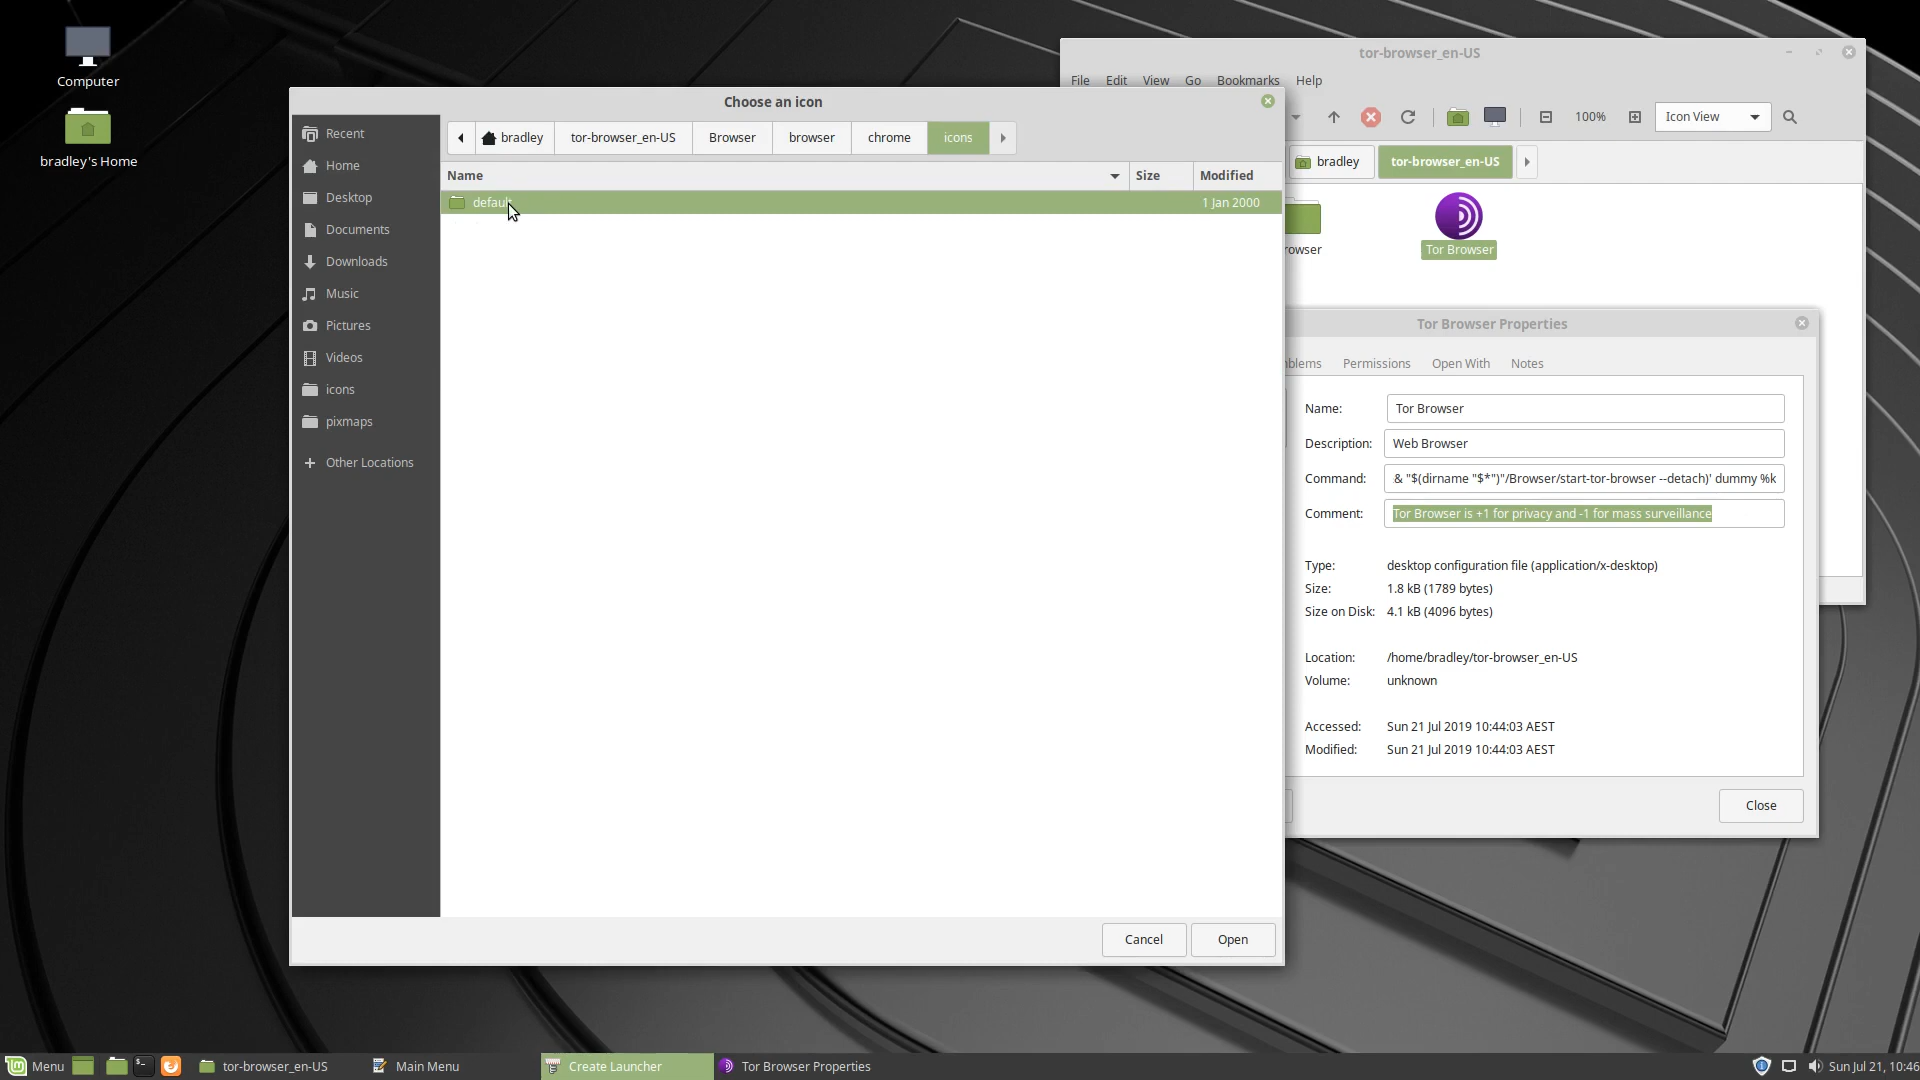 Computer
bradley's Home
tor-browser_en-US
File Edit View Go Bookmarks Help
100%
Icon View
bradley
tor-browser_en-US
rowser
Tor Browser
Choose an icon
Recent
Home
Desktop
Documents
Downloads
Music
Pictures
Videos
icons
pixmaps
Other Locations
bradley tor-browser_en-US Browser browser chrome icons
Name Size Modified
default 1 Jan 2000
Cancel Open
Tor Browser Properties
blems Permissions Open With Notes
Name: Tor Browser
Description: Web Browser
Command: & "$(dirname "$*")"/Browser/start-tor-browser --detach)' dummy %k
Comment: Tor Browser is +1 for privacy and -1 for mass surveillance
Type: desktop configuration file (application/x-desktop)
Size: 1.8 kB (1789 bytes)
Size on Disk: 4.1 kB (4096 bytes)
Location: /home/bradley/tor-browser_en-US
Volume: unknown
Accessed: Sun 21 Jul 2019 10:44:03 AEST
Modified: Sun 21 Jul 2019 10:44:03 AEST
Close
Menu tor-browser_en-US Main Menu Create Launcher Tor Browser Properties Sun Jul 21, 10:46